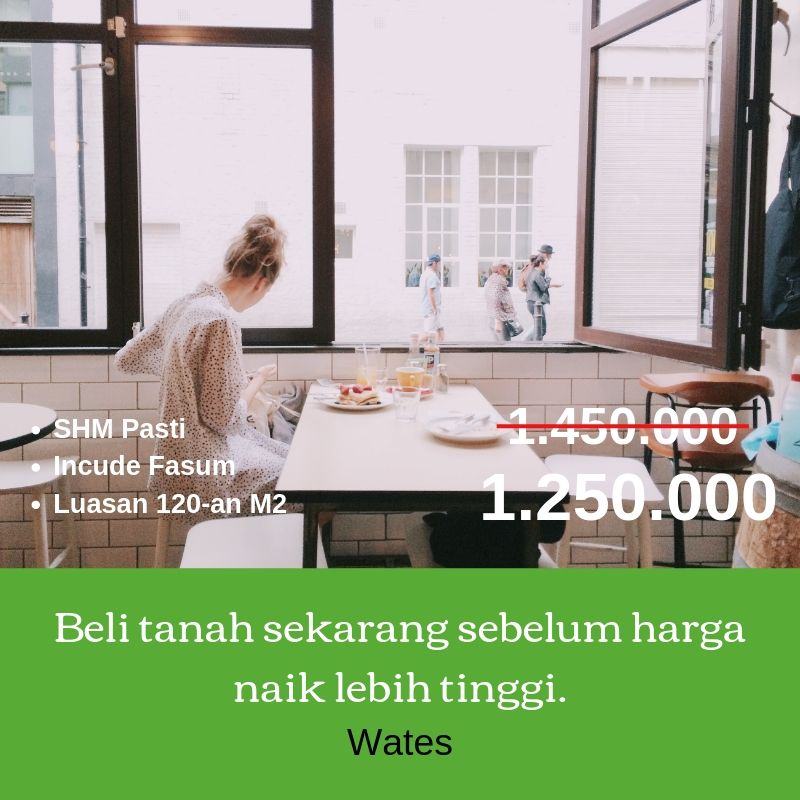 • SHM Pasti
• Incude Fasum
• Luasan 120-an M2
1.450.000
1.250.000
Beli tanah sekarang sebelum harga
naik lebih tinggi.
Wates